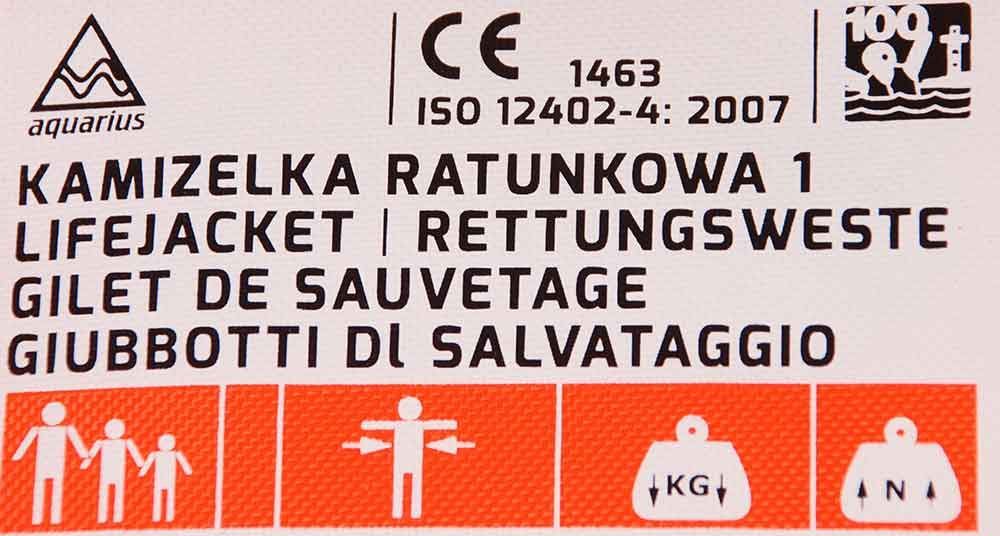 aquarius
CE 1463
ISO 12402-4: 2007
100
KAMIZELKA RATUNKOWA 1
LIFEJACKET | RETTUNGSWESTE
GILET DE SAUVETAGE
GIUBBOTTI Dl SALVATAGGIO
KG
N